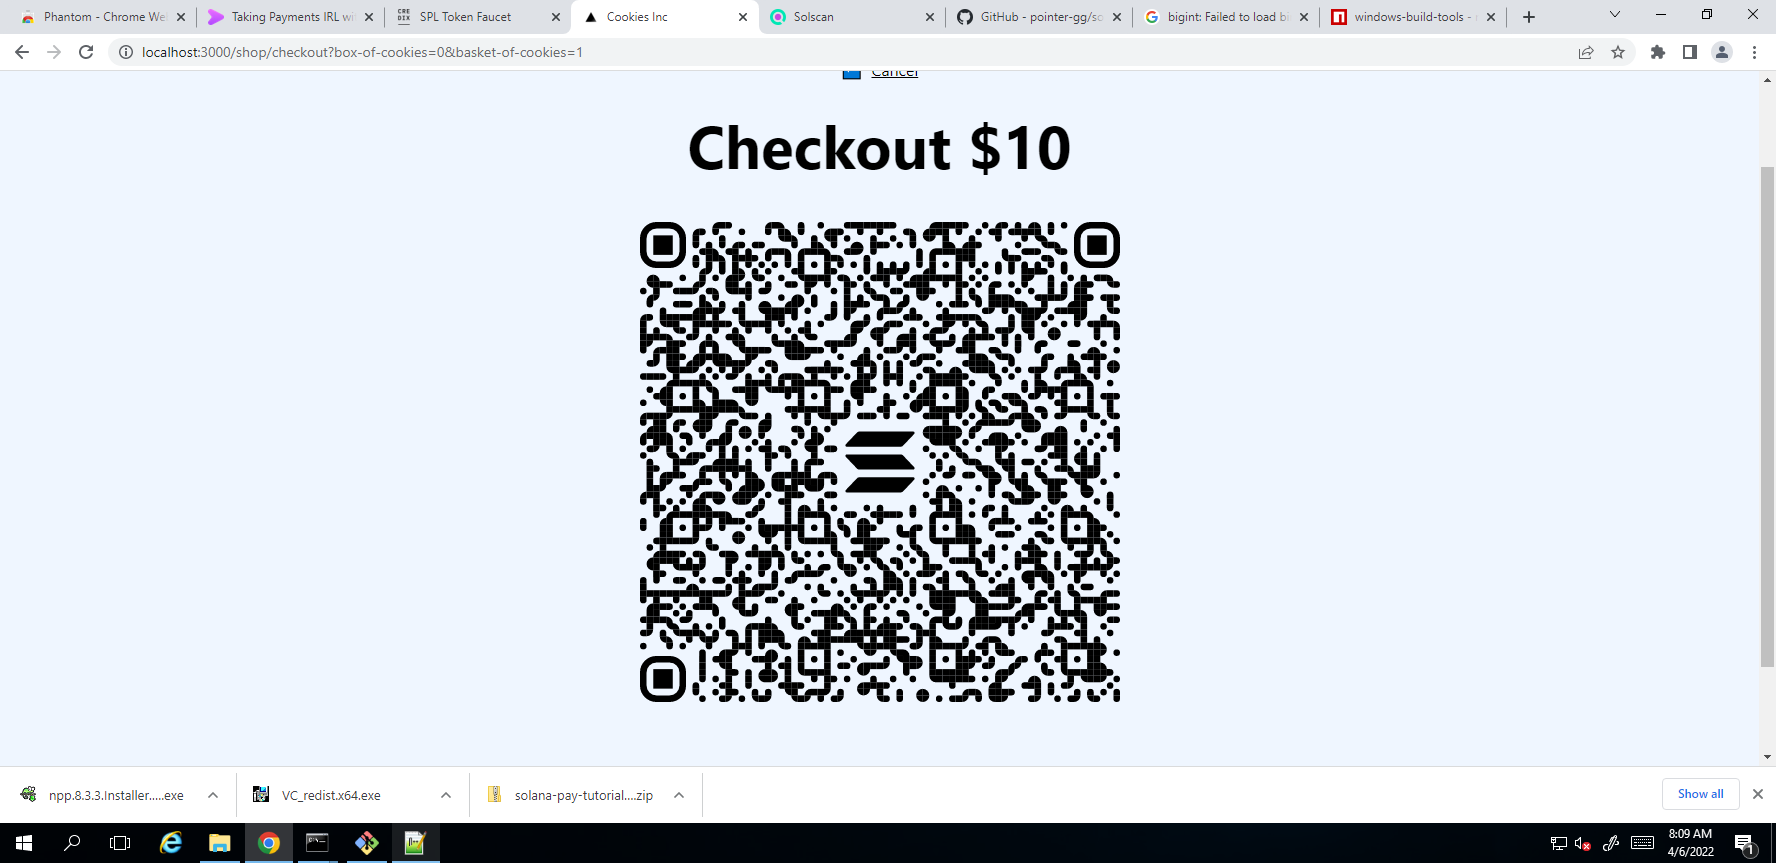 Phantom - Chrome We
Taking Payments IRL wi
SPL Token Faucet
Cookies Inc
Solscan
GitHub - pointer-gg/so
bigint: Failed to load bi
windows-build-tools -
localhost:3000/shop/checkout?box-of-cookies=0&basket-of-cookies=1
Cancel
Checkout $10
npp.8.3.3.Installer.....exe
VC_redist.x64.exe
solana-pay-tutorial....zip
Show all
8:09 AM
4/6/2022
1